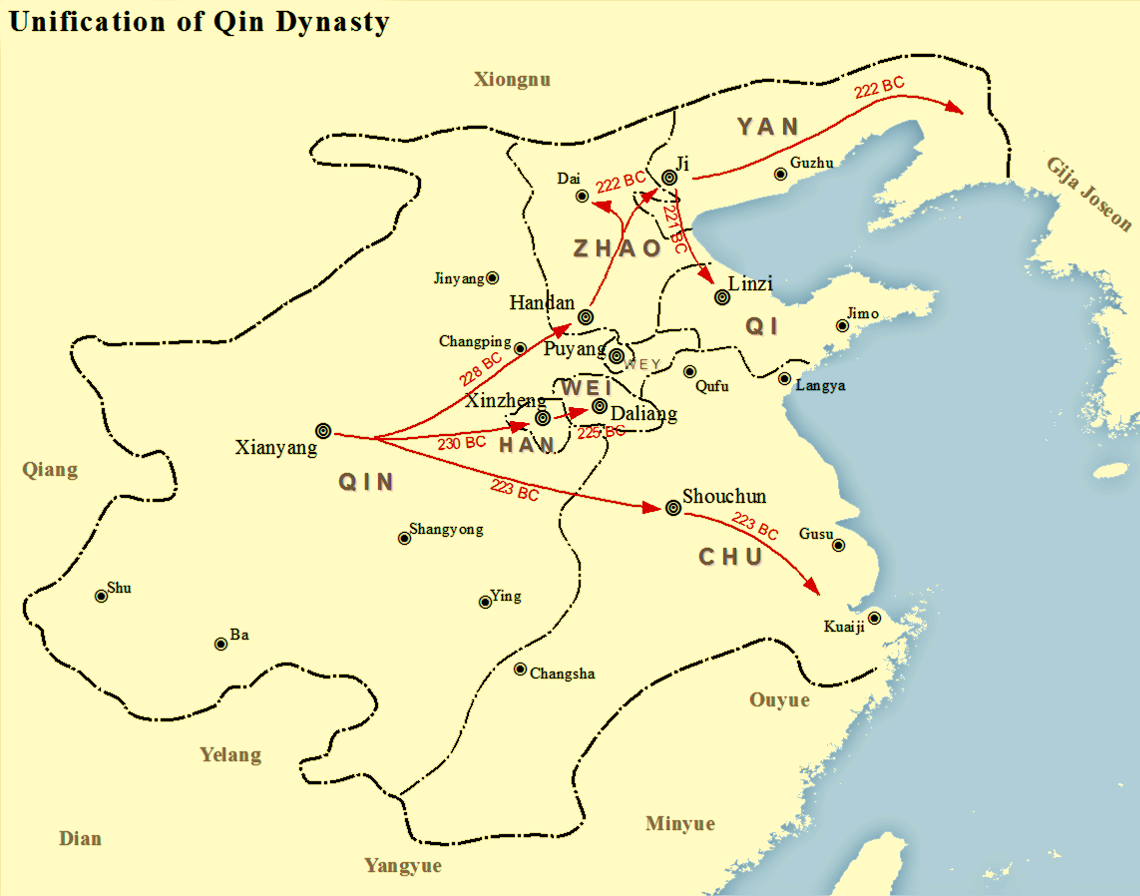 Unification of Qin Dynasty
Xiongnu
222 BC
YAN
Ji
Guzhu
Gija Joseon
Dai
222 BC
221 BC
ZHAO
Jinyang
Linzi
Handan
QI
Jimo
Changping
Puyang
WEY
228 BC
WEI
Qufu
Langya
Xinzheng
Daliang
Xianyang
230 BC
HAN
225 BC
Qiang
QIN
223 BC
Shouchun
223 BC
Shangyong
Gusu
CHU
Shu
Ying
Ba
Kuaiji
Changsha
Ouyue
Yelang
Minyue
Dian
Yangyue